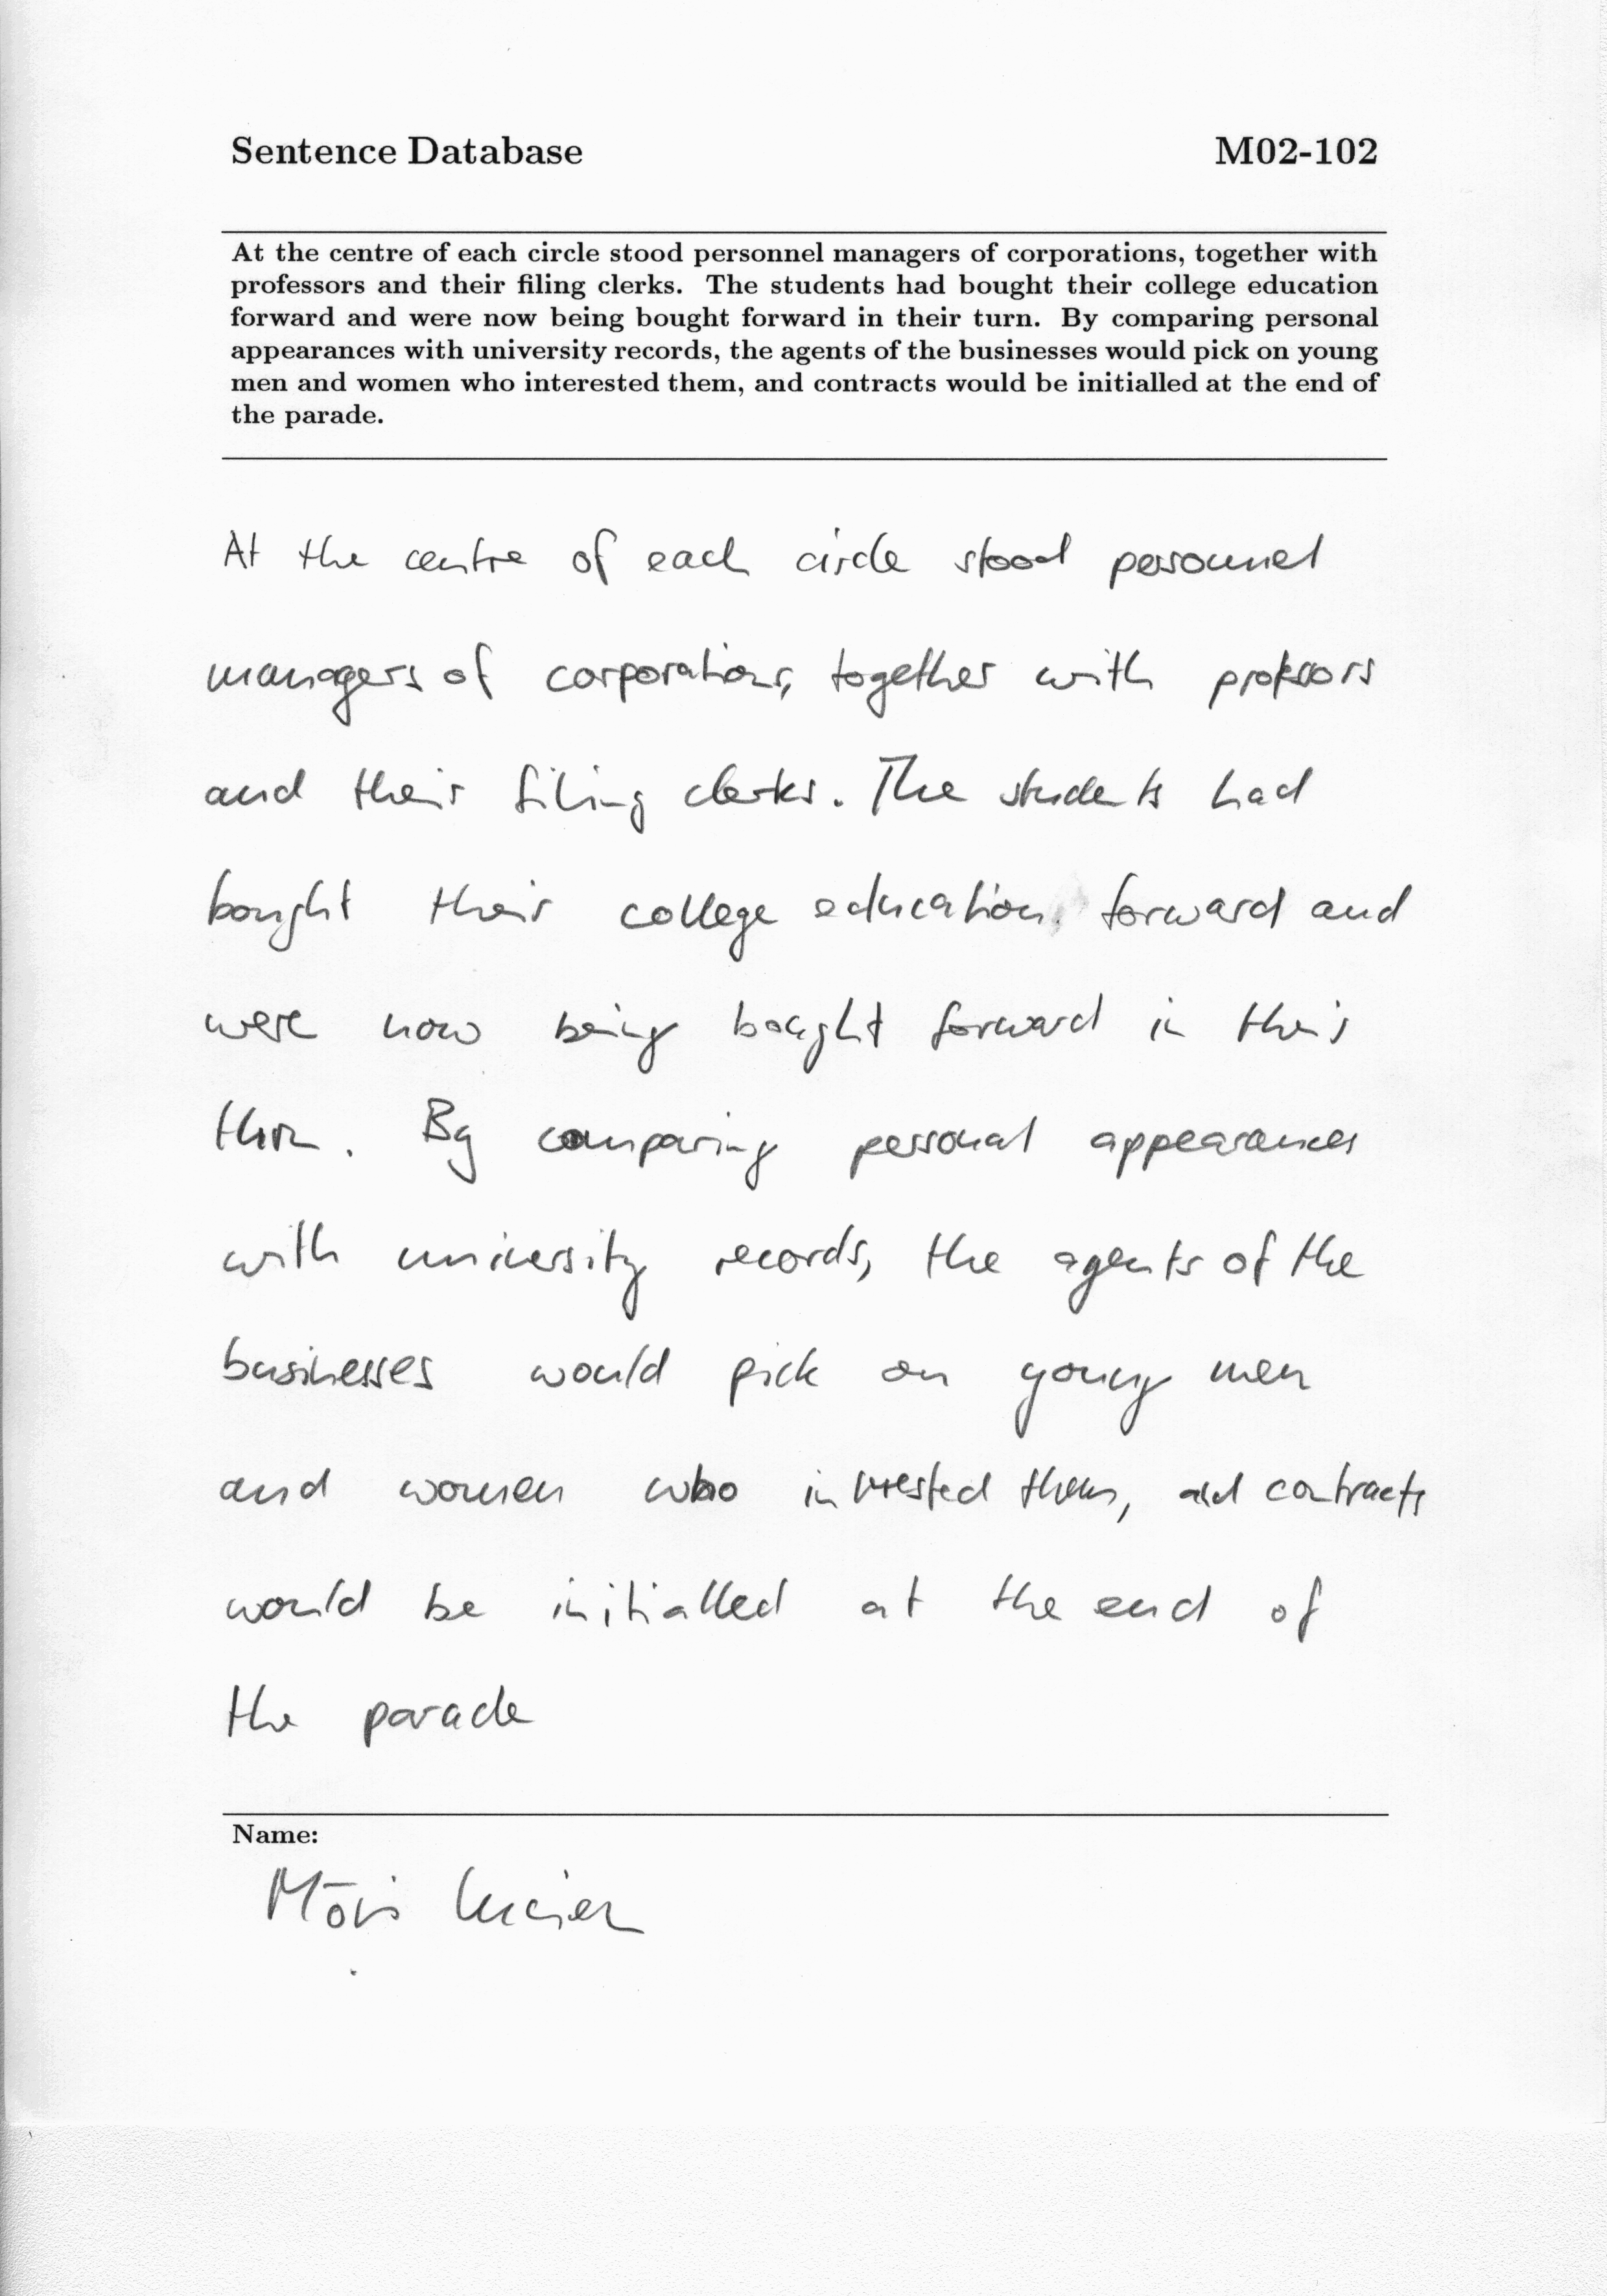 Sentence Database M02-102
At the centre of each circle stood personnel managers of corporations, together with
professors and their filing clerks. The students had bought their college education
forward and were now being bought forward in their turn. By comparing personal
appearances with university records, the agents of the businesses would pick on young
men and women who interested them, and contracts would be initialled at the end of
the parade.
At the centre of each circle stood personnel
managers of corporations, together with professors
and their filing clerks. The students had
bought their college education forward and
were now being bought forward in their
thurn. By comparing personal appearances
with university records, the agents of the
businesses would pick on young men
and women who interested them, and contracts
would be initialled at the end of
the parade
Name: